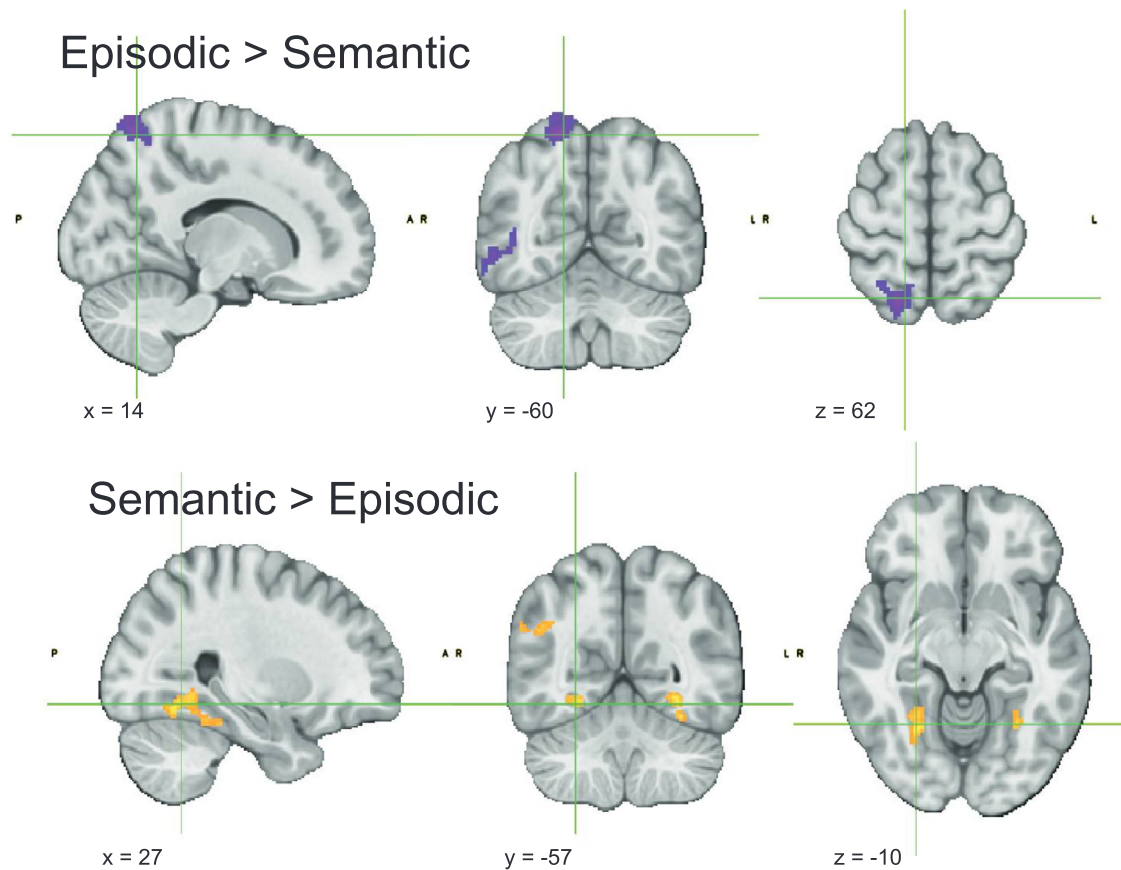 Episodic > Semantic
P A R L R L
x = 14 y = -60 z = 62
Semantic > Episodic
P A R L R
x = 27 y = -57 z = -10